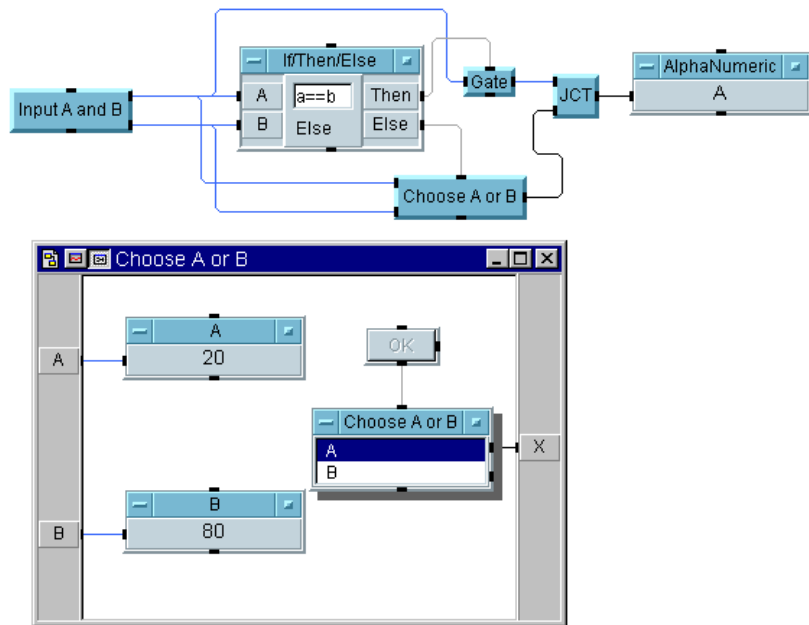 If/Then/Else
AlphaNumeric
Input A and B
A
a==b
Then
Gate
JCT
A
B
Else
Else
Choose A or B
Choose A or B
A
20
OK
A
Choose A or B
A
B
X
B
80
B